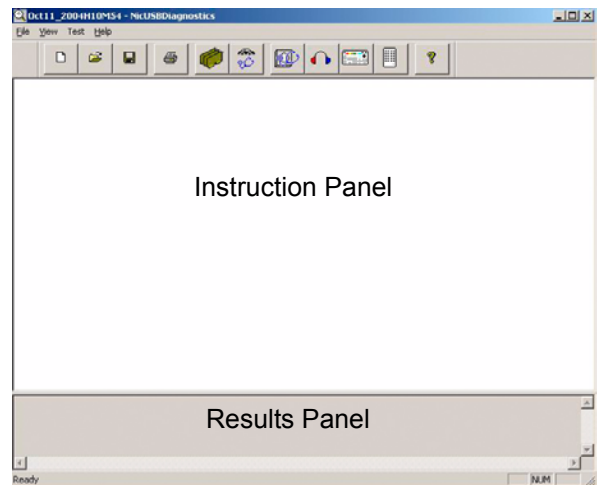 Oct11_2004H10M54 - NicUSBDiagnostics
File View Test Help
?
Instruction Panel
Results Panel
Ready NUM